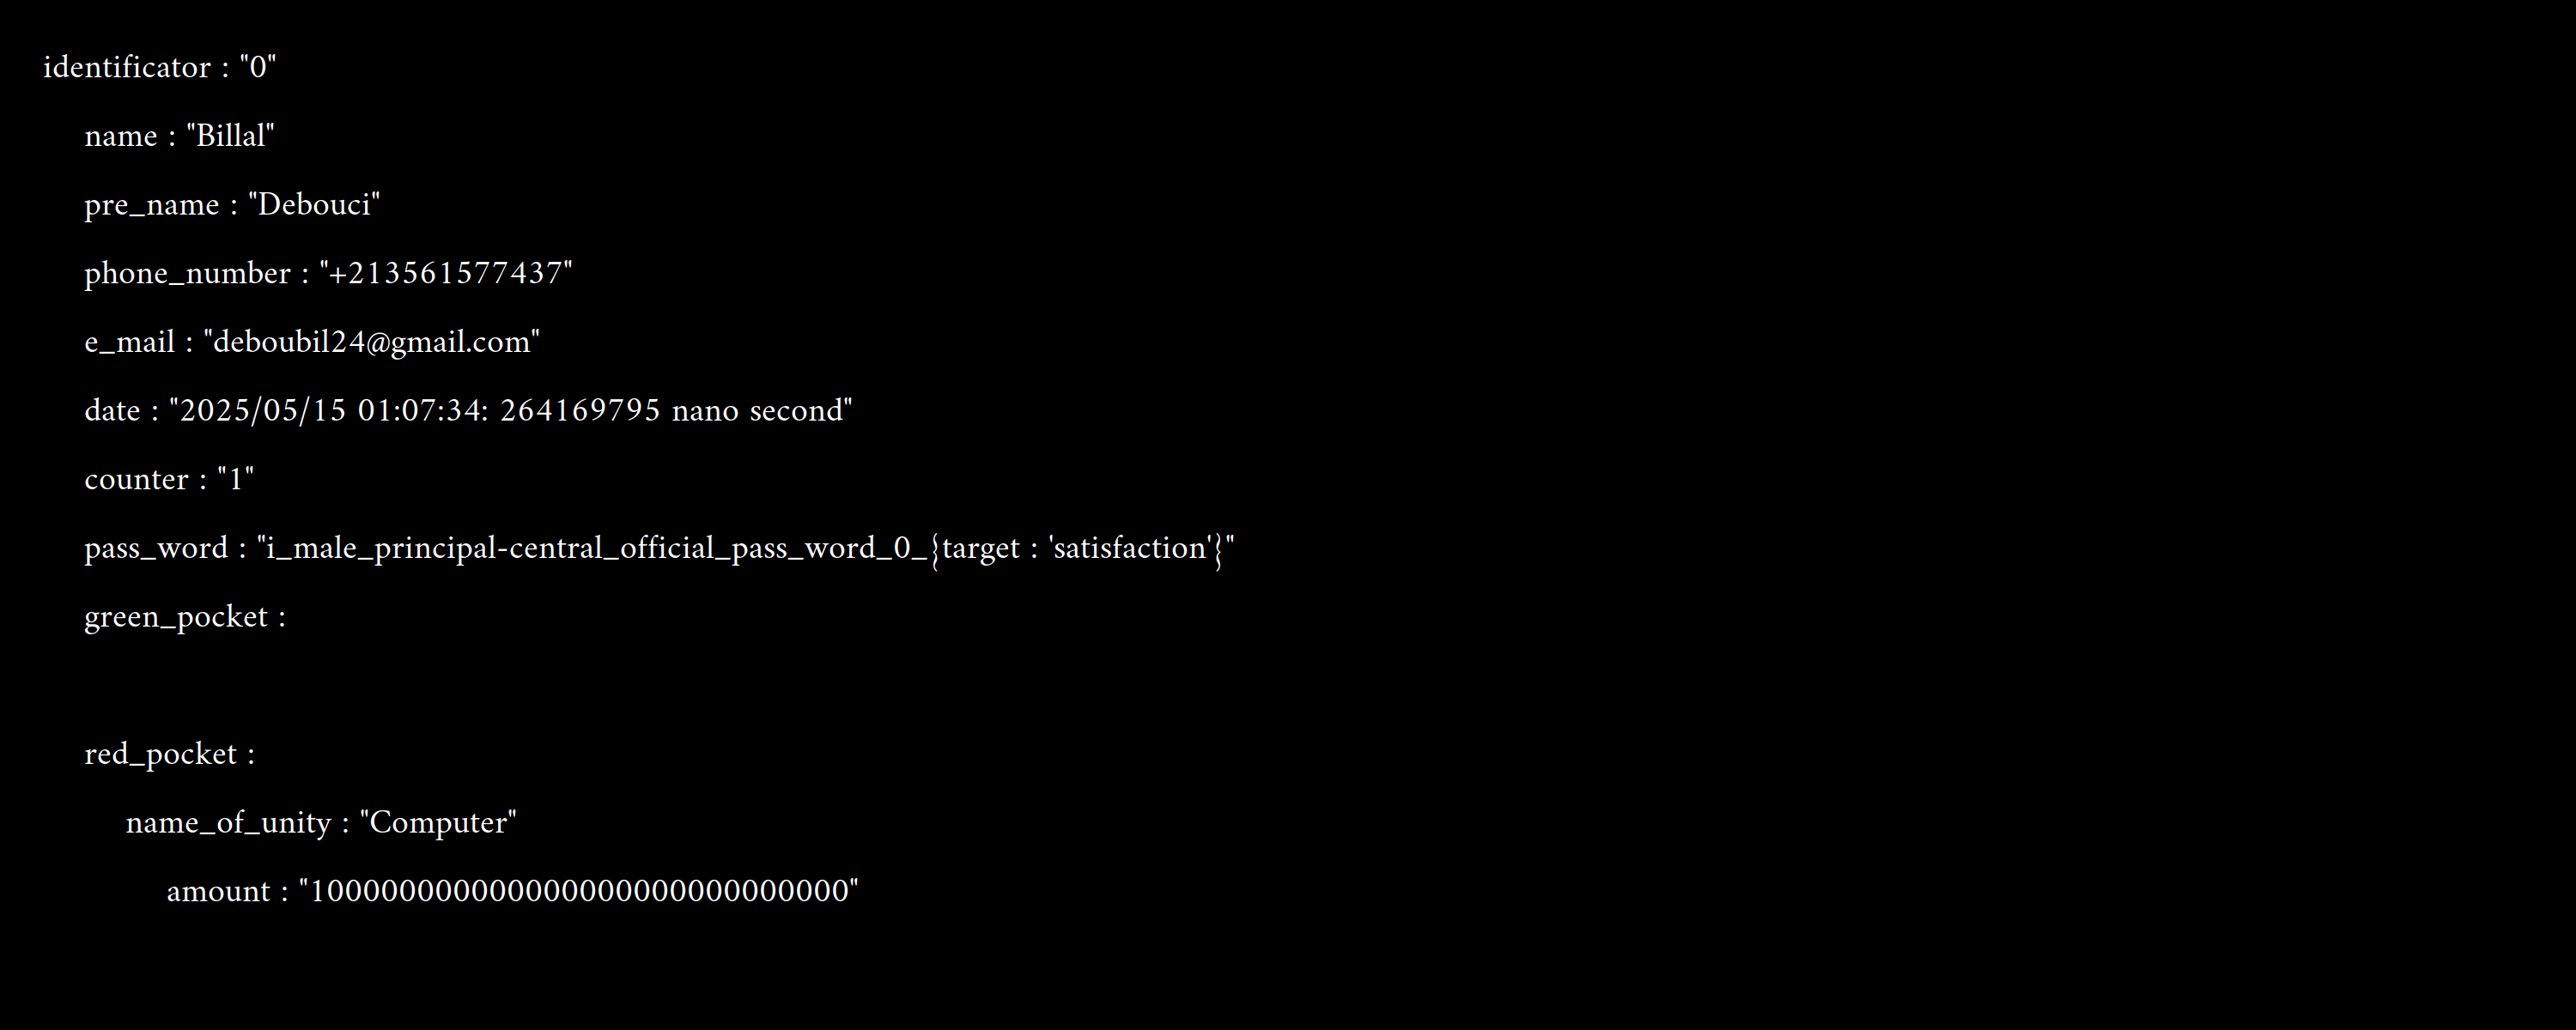 identificator : "0"
name : "Billal"
pre_name : "Debouci"
phone_number : "+213561577437"
e_mail : "deboubil24@gmail.com"
date : "2025/05/15 01:07:34: 264169795 nano second"
counter : "1"
pass_word : "i_male_principal-central_official_pass_word_0_{target : 'satisfaction'}"
green_pocket :
red_pocket :
name_of_unity : "Computer"
amount : "100000000000000000000000000000"